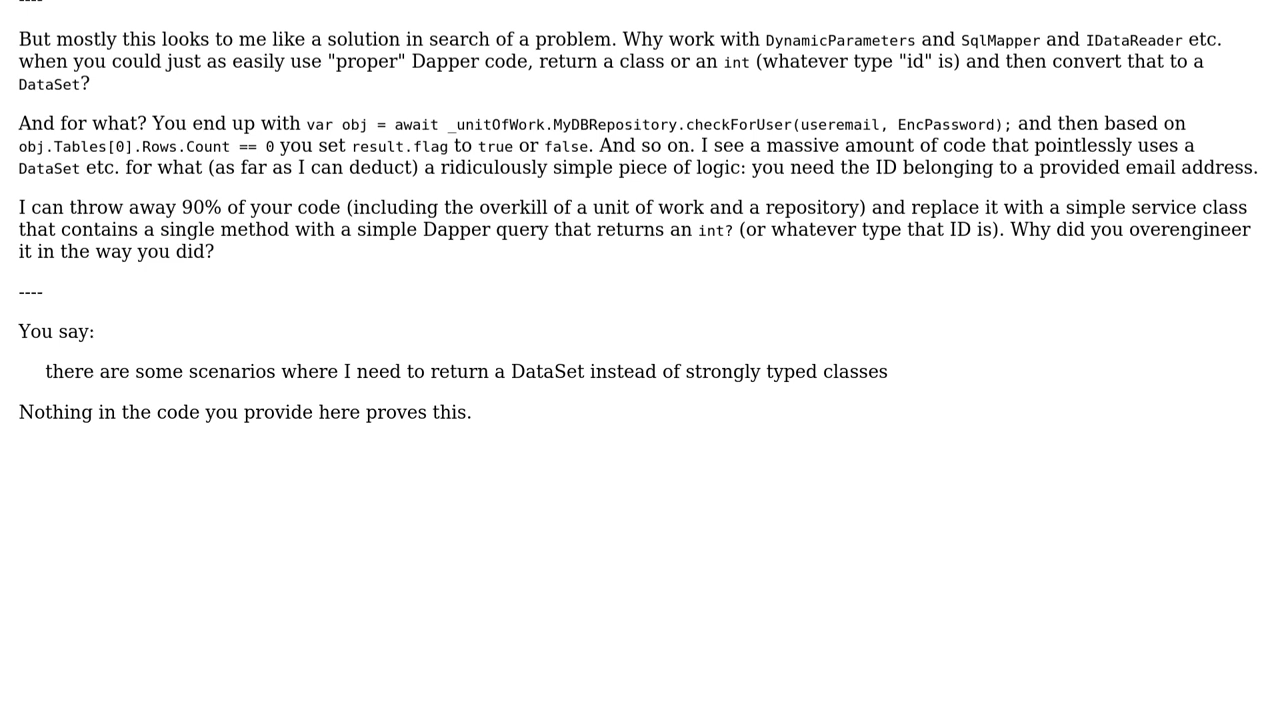 ----
But mostly this looks to me like a solution in search of a problem. Why work with DynamicParameters and SqlMapper and IDataReader etc.
when you could just as easily use "proper" Dapper code, return a class or an int (whatever type "id" is) and then convert that to a
DataSet?
And for what? You end up with var obj = await _unitOfWork.MyDBRepository.checkForUser(useremail, EncPassword); and then based on
obj.Tables[0].Rows.Count == 0 you set result.flag to true or false. And so on. I see a massive amount of code that pointlessly uses a
DataSet etc. for what (as far as I can deduct) a ridiculously simple piece of logic: you need the ID belonging to a provided email address.
I can throw away 90% of your code (including the overkill of a unit of work and a repository) and replace it with a simple service class
that contains a single method with a simple Dapper query that returns an int? (or whatever type that ID is). Why did you overengineer
it in the way you did?
----
You say:
there are some scenarios where I need to return a DataSet instead of strongly typed classes
Nothing in the code you provide here proves this.